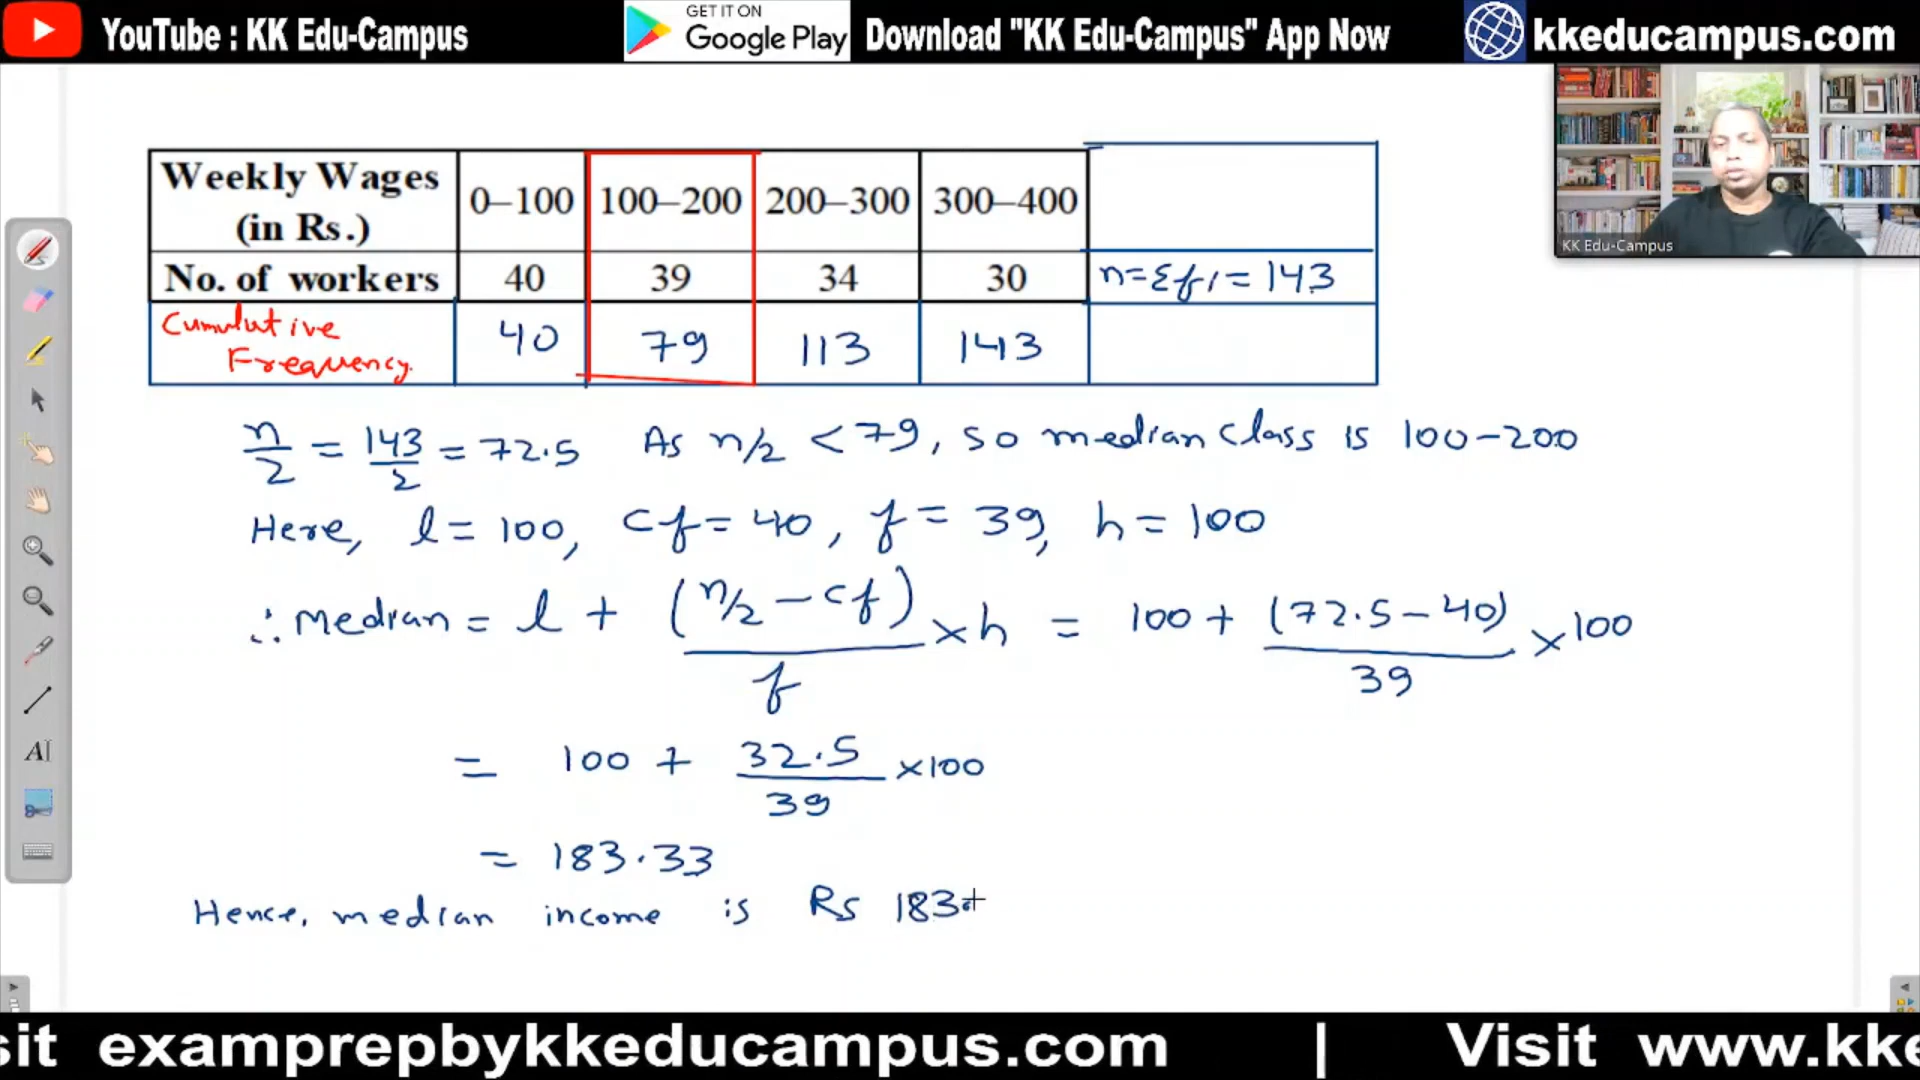 YouTube : KK Edu-Campus GET IT ON Google Play Download "KK Edu-Campus" App Now kkeducampus.com
KK Edu-Campus
Weekly Wages (in Rs.) 0–100 100–200 200–300 300–400
No. of workers 40 39 34 30 n=Σfi = 143
Cumulutive Frequency. 40 79 113 143
n/2 = 143/2 = 72.5 As n/2 < 79, so median class is 100-200
Here, l = 100, cf = 40, f = 39, h = 100
∴ median = l + (n/2 - cf)/f × h = 100 + (72.5 - 40)/39 × 100
= 100 + 32.5/39 × 100
= 183.33
Hence, median income is Rs 183.
AI
sit examprepbykkeducampus.com | Visit www.kke